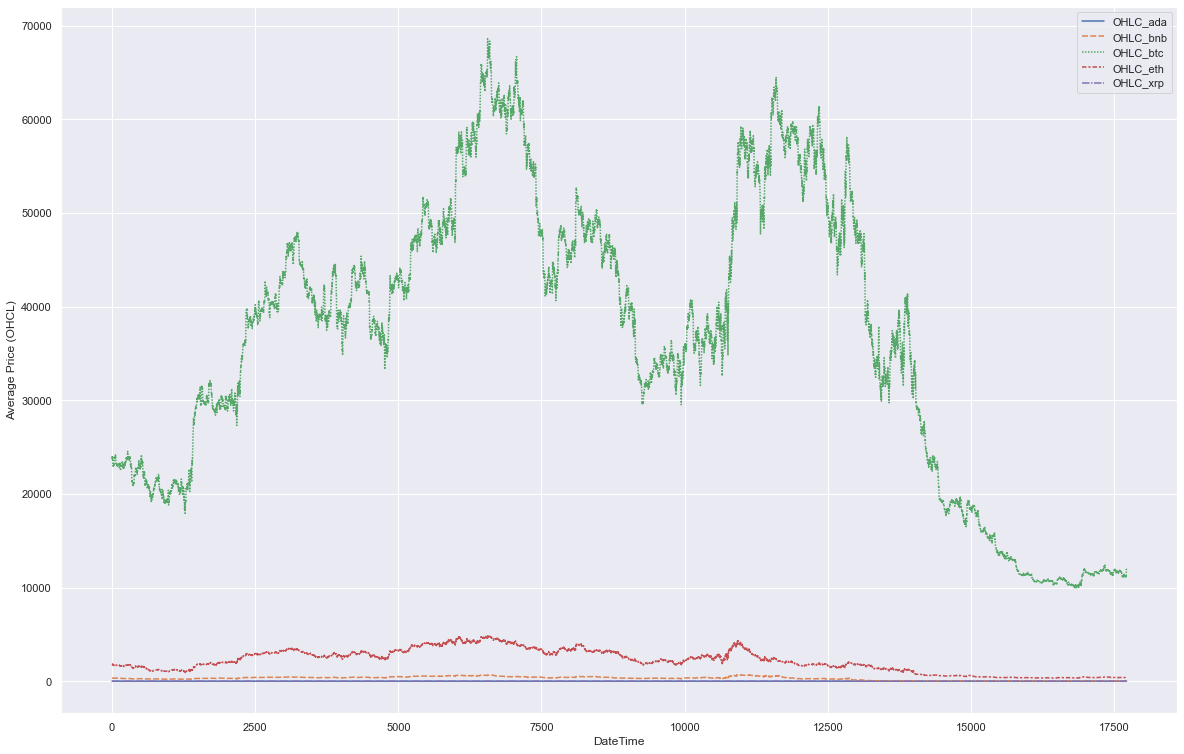 70000
60000
50000
40000
30000
20000
10000
0
Average Price (OHCL)
OHLC_ada
OHLC_bnb
OHLC_btc
OHLC_eth
OHLC_xrp
0
2500
5000
7500
10000
12500
15000
17500
DateTime